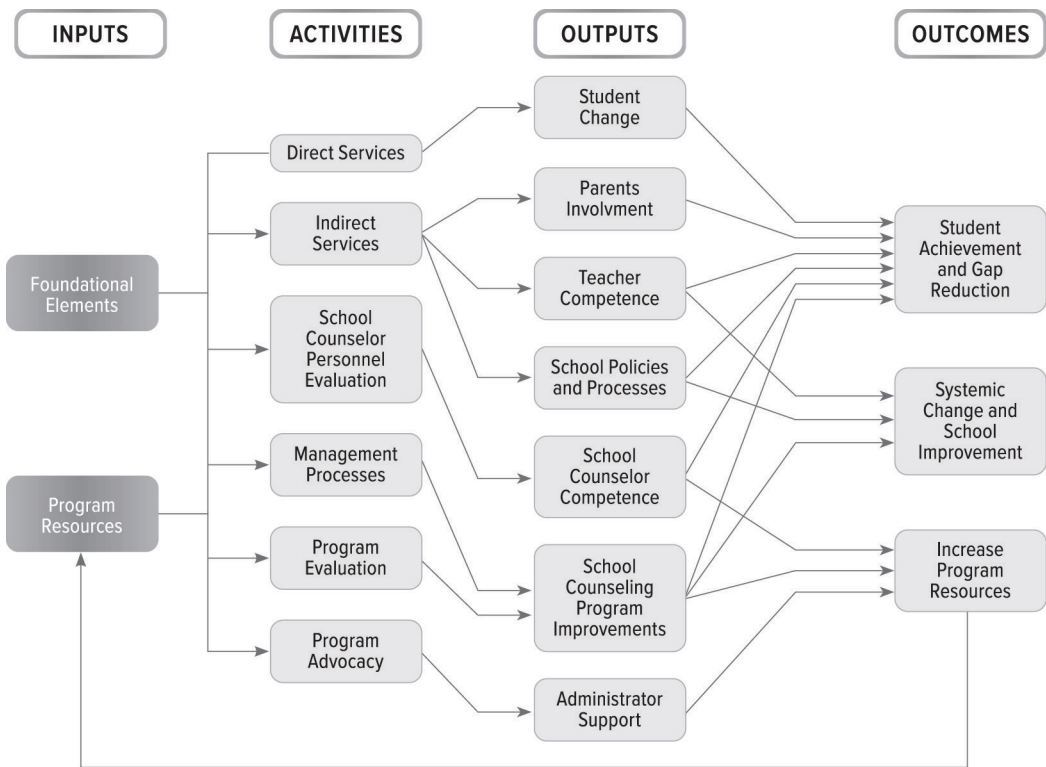 INPUTS
ACTIVITIES
OUTPUTS
OUTCOMES
Foundational
Elements
Program
Resources
Direct Services
Indirect
Services
School
Counselor
Personnel
Evaluation
Management
Processes
Program
Evaluation
Program
Advocacy
Student
Change
Parents
Involvment
Teacher
Competence
School Policies
and Processes
School
Counselor
Competence
School
Counseling
Program
Improvements
Administrator
Support
Student
Achievement
and Gap
Reduction
Systemic
Change and
School
Improvement
Increase
Program
Resources